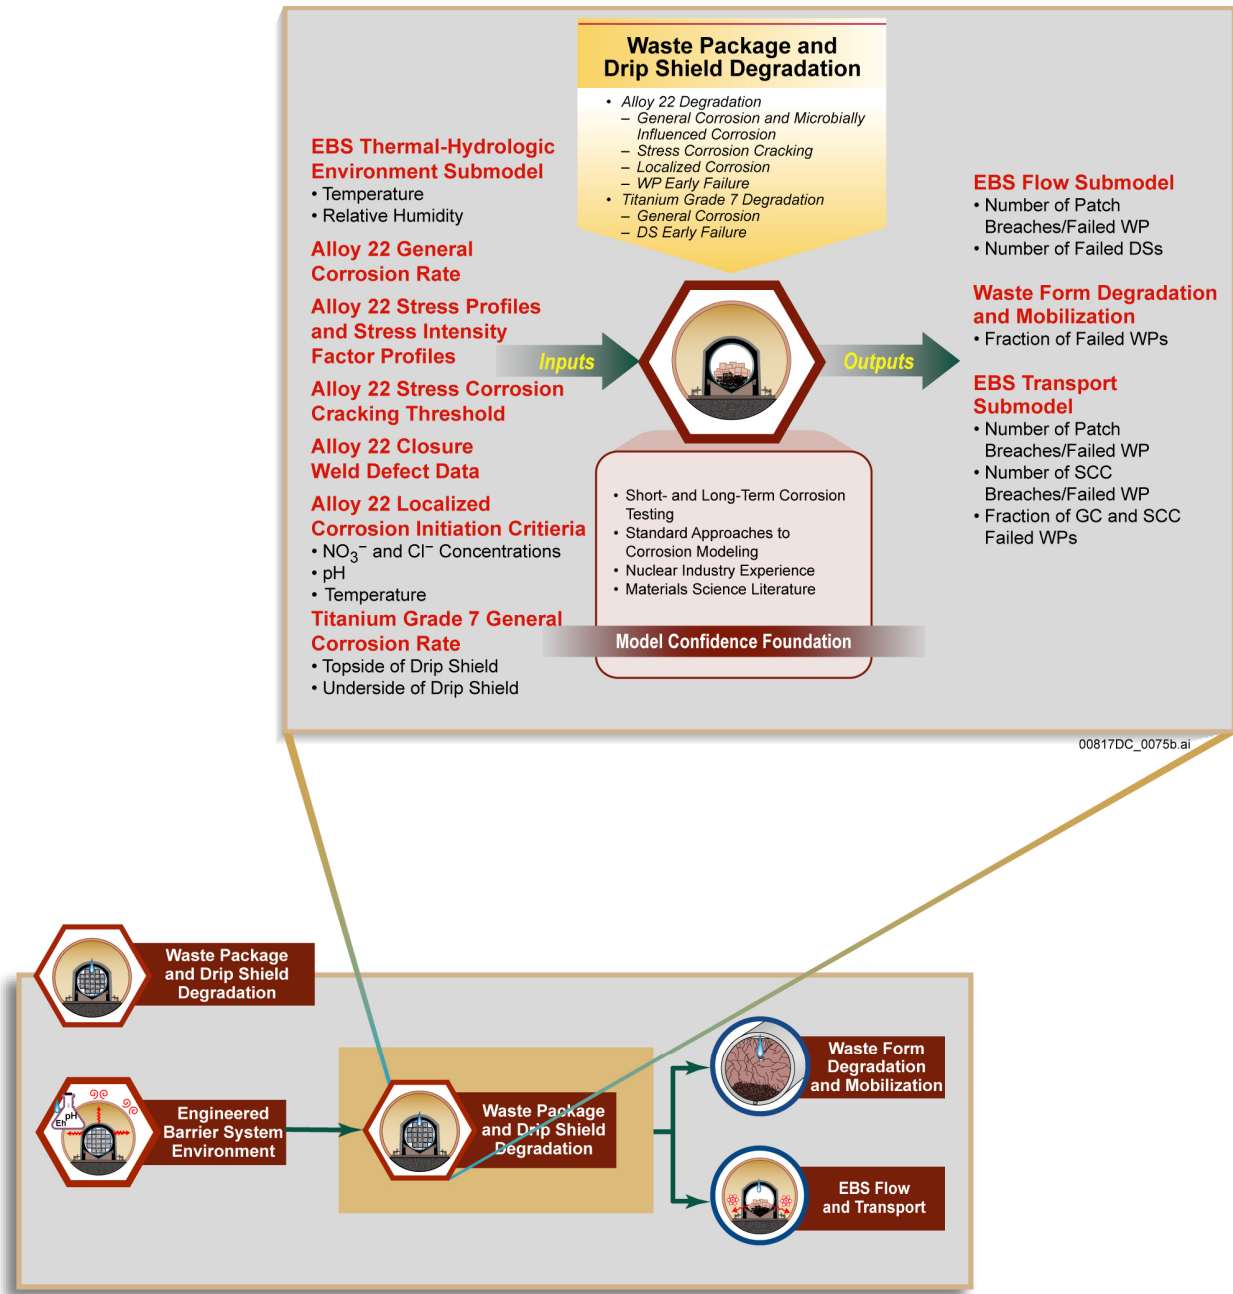 Waste Package and
Drip Shield Degradation
• Alloy 22 Degradation
– General Corrosion and Microbially
Influenced Corrosion
– Stress Corrosion Cracking
– Localized Corrosion
– WP Early Failure
• Titanium Grade 7 Degradation
– General Corrosion
– DS Early Failure
EBS Thermal-Hydrologic
Environment Submodel
• Temperature
• Relative Humidity
Alloy 22 General
Corrosion Rate
Alloy 22 Stress Profiles
and Stress Intensity
Factor Profiles
Alloy 22 Stress Corrosion
Cracking Threshold
Alloy 22 Closure
Weld Defect Data
Alloy 22 Localized
Corrosion Initiation Critieria
• NO₃⁻ and Cl⁻ Concentrations
• pH
• Temperature
Titanium Grade 7 General
Corrosion Rate
• Topside of Drip Shield
• Underside of Drip Shield
Inputs
Outputs
• Short- and Long-Term Corrosion
Testing
• Standard Approaches to
Corrosion Modeling
• Nuclear Industry Experience
• Materials Science Literature
Model Confidence Foundation
EBS Flow Submodel
• Number of Patch
Breaches/Failed WP
• Number of Failed DSs
Waste Form Degradation
and Mobilization
• Fraction of Failed WPs
EBS Transport
Submodel
• Number of Patch
Breaches/Failed WP
• Number of SCC
Breaches/Failed WP
• Fraction of GC and SCC
Failed WPs
00817DC_0075b.ai
Waste Package
and Drip Shield
Degradation
pH
Eh
Engineered
Barrier System
Environment
Waste Package
and Drip Shield
Degradation
Waste Form
Degradation
and Mobilization
EBS Flow
and Transport